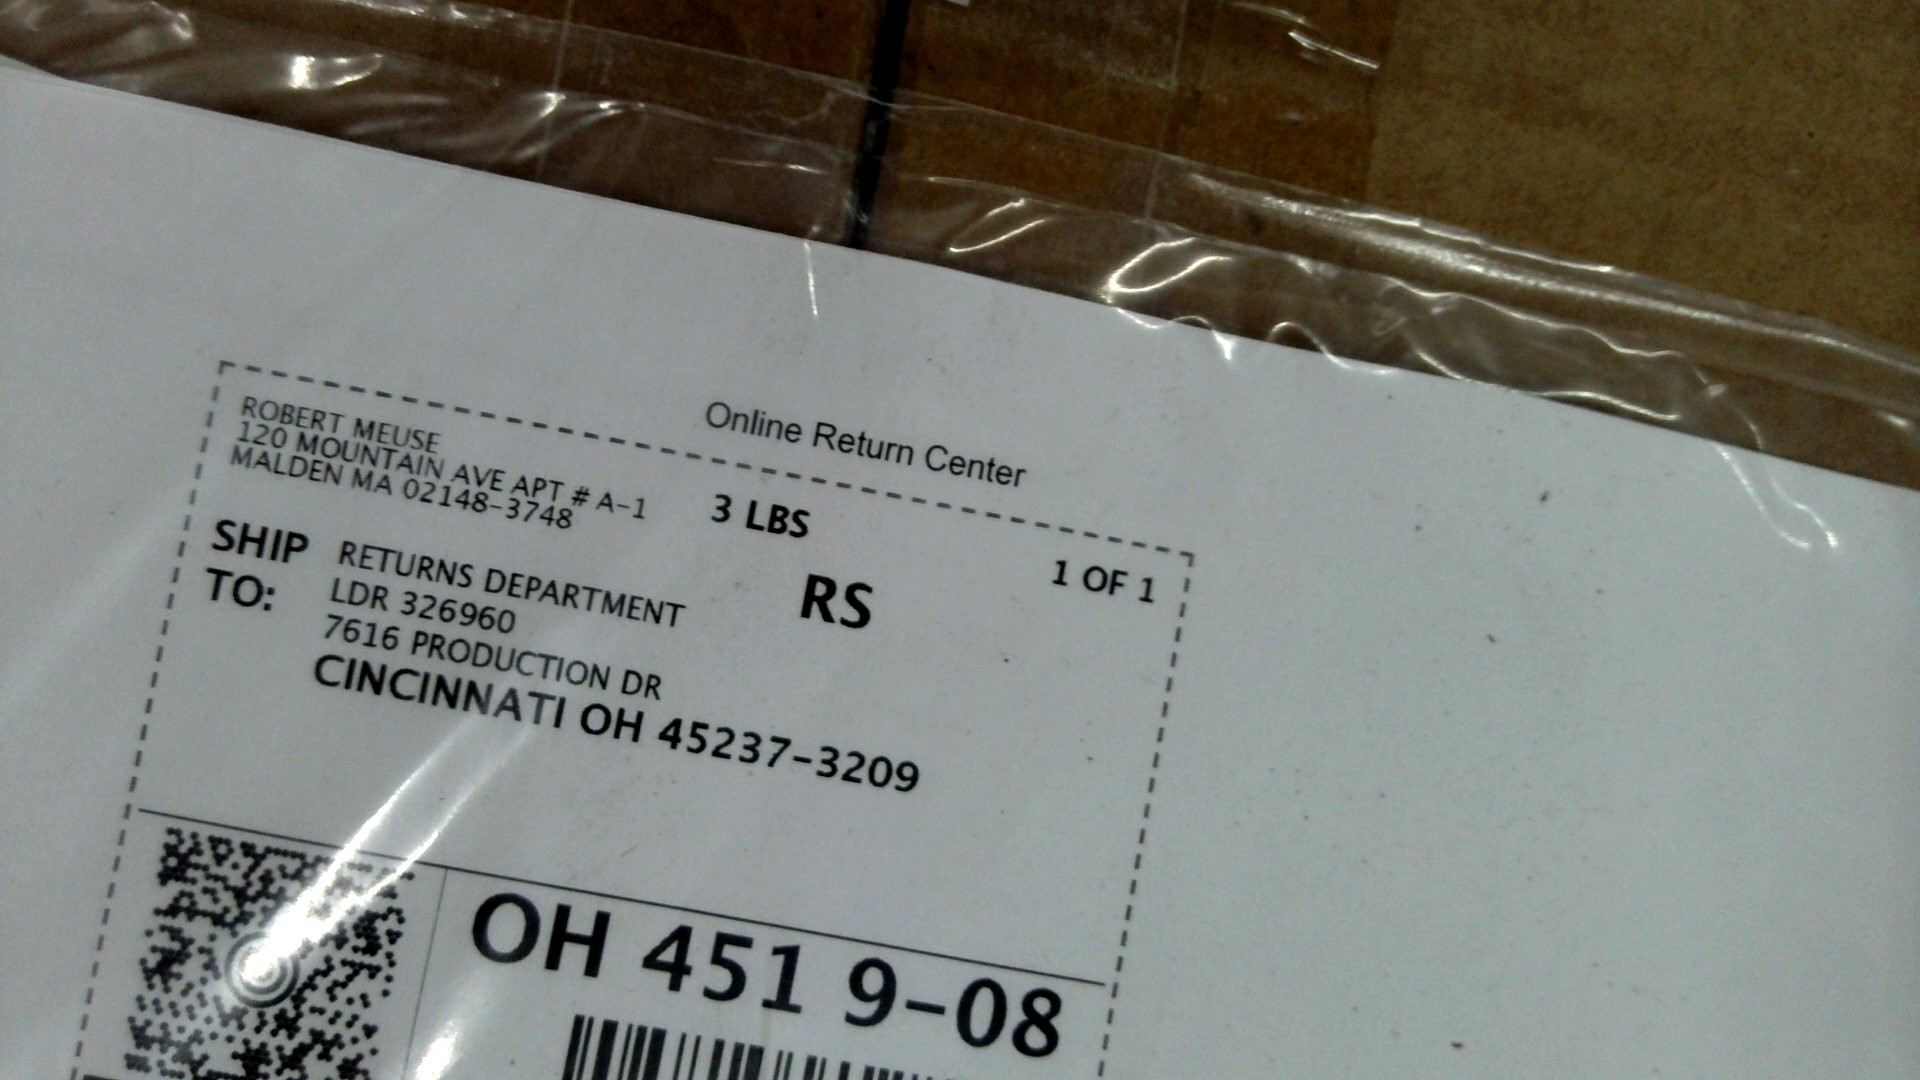 Online Return Center
ROBERT MEUSE
120 MOUNTAIN AVE APT # A-1
MALDEN MA 02148-3748
3 LBS
1 OF 1
SHIP TO:
RETURNS DEPARTMENT
LDR 326960
7616 PRODUCTION DR
CINCINNATI OH 45237-3209
RS
OH 451 9-08